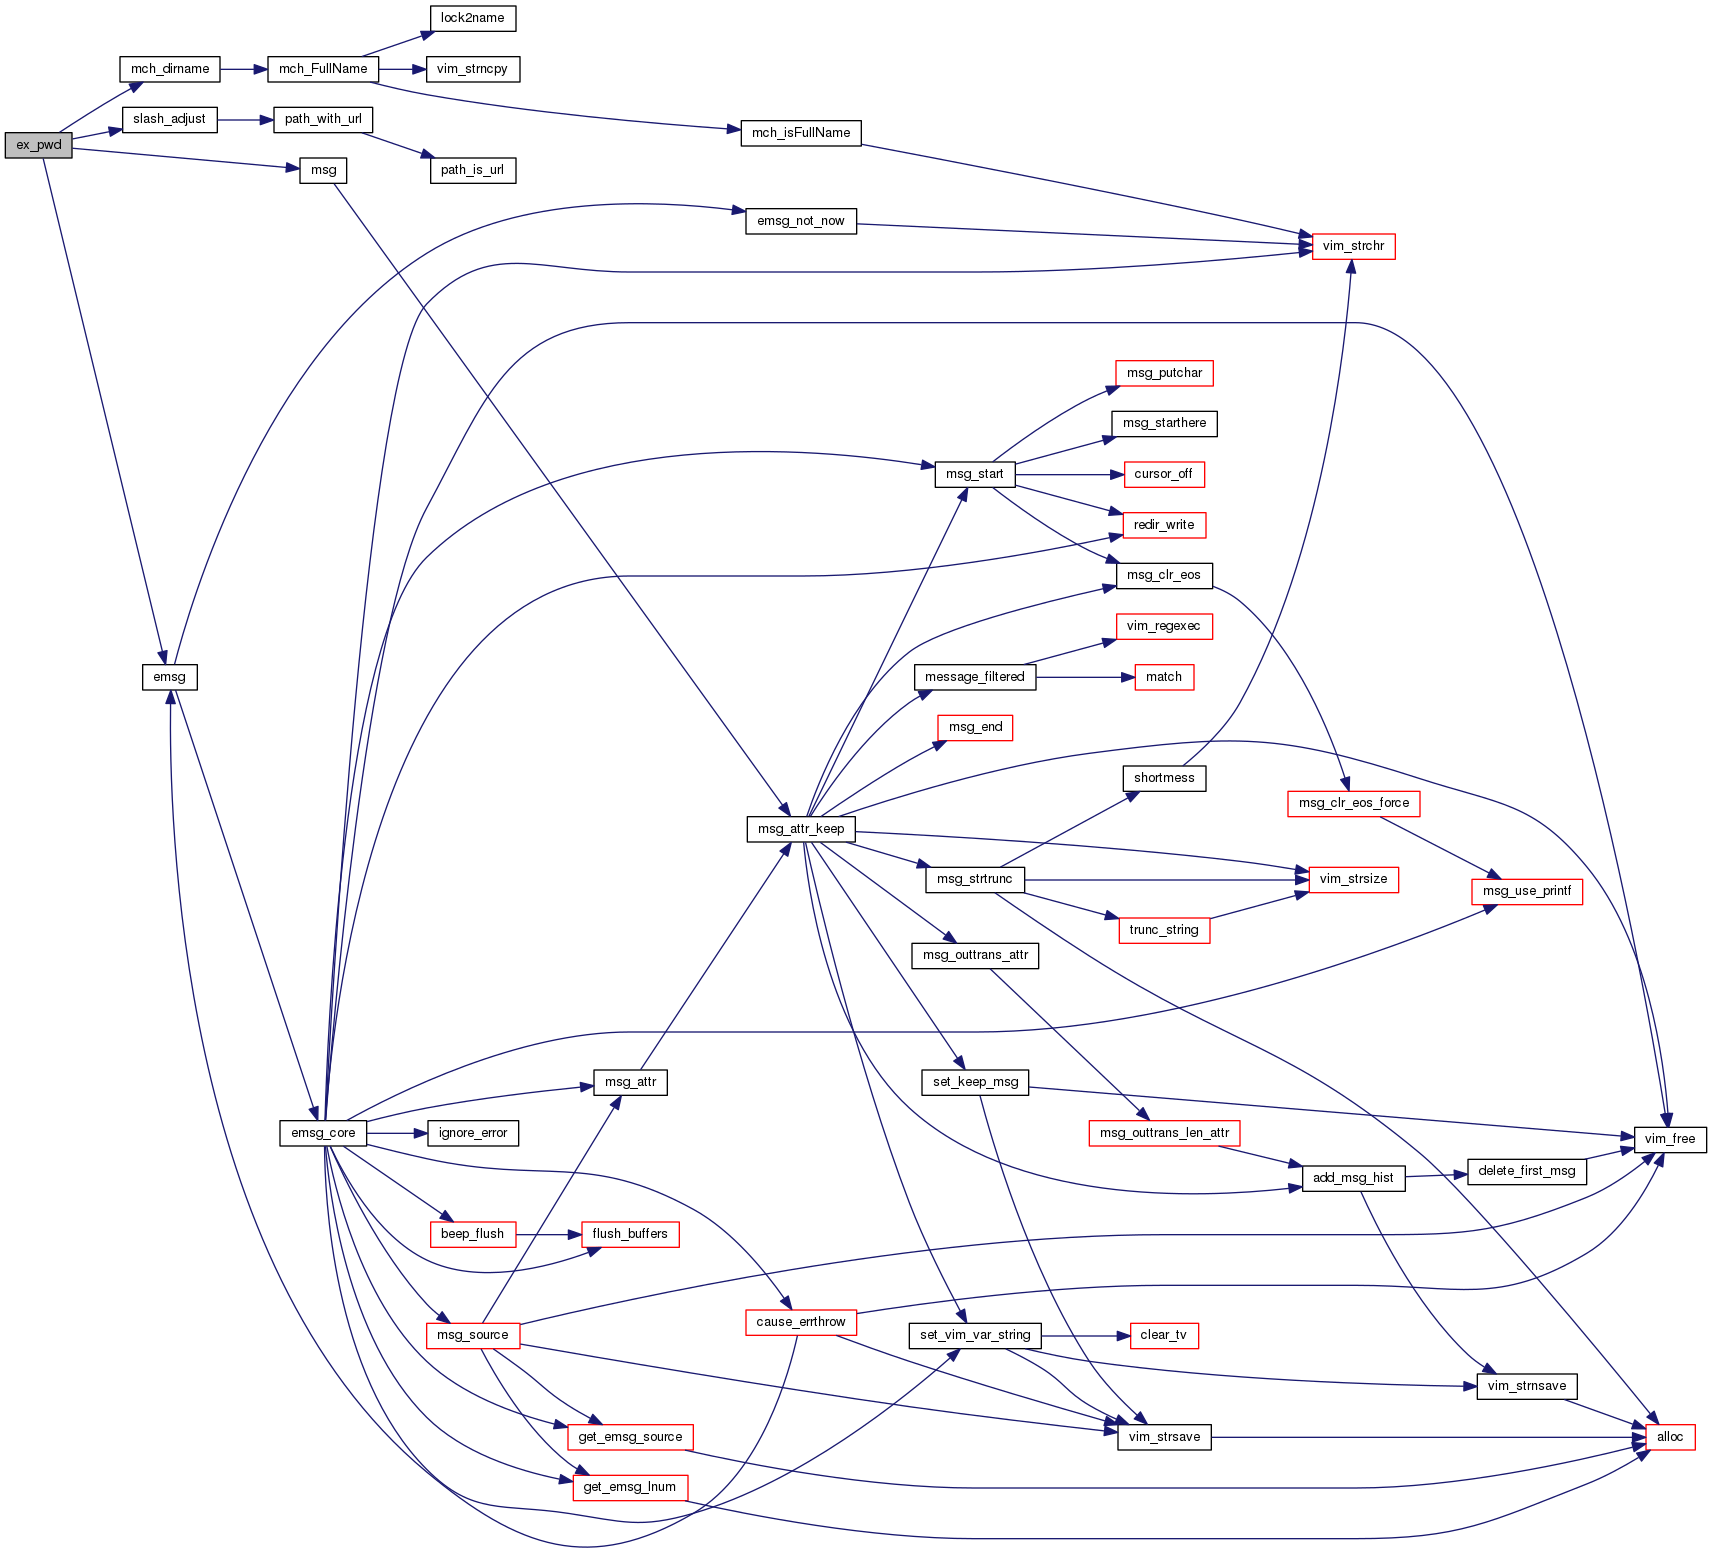 lock2name
mch_dirname
mch_FullName
vim_strncpy
slash_adjust
path_with_url
mch_isFullName
ex_pwd
msg
path_is_url
emsg_not_now
vim_strchr
msg_putchar
msg_starthere
msg_start
cursor_off
redir_write
msg_clr_eos
vim_regexec
emsg
message_filtered
match
msg_end
shortmess
msg_clr_eos_force
msg_attr_keep
msg_strtrunc
vim_strsize
msg_use_printf
trunc_string
msg_outtrans_attr
msg_attr
set_keep_msg
emsg_core
ignore_error
msg_outtrans_len_attr
vim_free
delete_first_msg
add_msg_hist
beep_flush
flush_buffers
msg_source
cause_errthrow
set_vim_var_string
clear_tv
vim_strnsave
get_emsg_source
vim_strsave
alloc
get_emsg_lnum